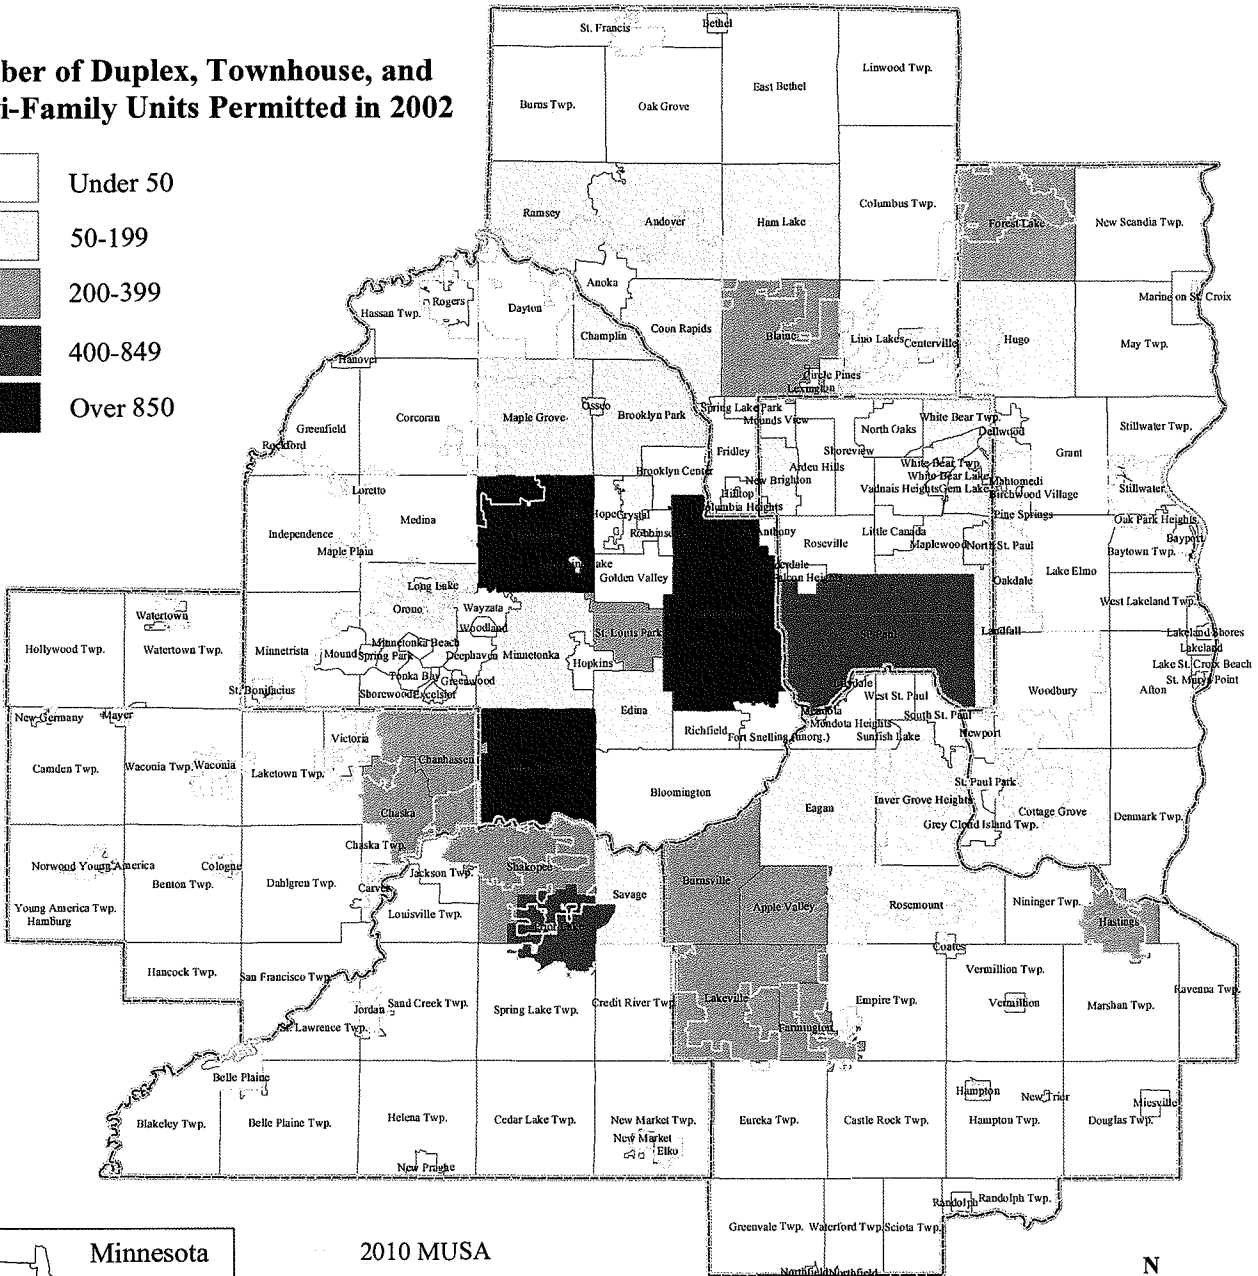 ber of Duplex, Townhouse, and
i-Family Units Permitted in 2002
Under 50
50-199
200-399
400-849
Over 850
St. Francis
Bethel
Linwood Twp.
Burns Twp.
Oak Grove
East Bethel
Ramsey
Andover
Ham Lake
Columbus Twp.
Forest Lake
New Scandia Twp.
Rogers
Hassan Twp.
Dayton
Anoka
Champlin
Coon Rapids
Blaine
Lino Lakes
Centerville
Hugo
Marine on St. Croix
May Twp.
Hanover
Circle Pines
Lexington
Greenfield
Corcoran
Maple Grove
Osseo
Brooklyn Park
Spring Lake Park
Mounds View
North Oaks
White Bear Twp.
Dellwood
Grant
Stillwater Twp.
Rockford
Brooklyn Center
Fridley
Arden Hills
Shoreview
White Bear Twp.
White Bear Lake
Mahtomedi
Birchwood Village
Stillwater
Loretto
Medina
New Brighton
Vadnais Heights
Gem Lake
Hilltop
lumbia Heights
Pine Springs
Oak Park Heights
Bayport
Independence
Maple Plain
Hope
Crystal
Robbinsd
nthony
Roseville
Little Canada
Maplewood
North St. Paul
Baytown Twp.
Golden Valley
Oakdale
Lake Elmo
Long Lake
Orono
Wayzata
Woodland
West Lakeland Twp.
Watertown
Hollywood Twp.
Watertown Twp.
Minnetrista
Mound
Spring Park
Minnetonka Beach
Deephaven
Minnetonka
St. Louis Park
Hopkins
Landfall
Lakeland Shores
Lakeland
Lake St. Croix Beach
St. Mary's Point
Tonka Bay
Greenwood
Shorewood
Excelsior
St. Bonifacius
Edina
Lilydale
West St. Paul
Woodbury
Afton
New Germany
Mayer
Victoria
Richfield
Fort Snelling (unorg.)
Mendota
Mendota Heights
Sunfish Lake
South St. Paul
Newport
Camden Twp.
Waconia Twp.
Waconia
Laketown Twp.
Chanhassen
Chaska
Bloomington
Eagan
Inver Grove Heights
St. Paul Park
Grey Cloud Island Twp.
Cottage Grove
Denmark Twp.
Norwood Young America
Cologne
Benton Twp.
Dahlgren Twp.
Chaska Twp.
Carver
Jackson Twp.
Shakopee
Savage
Burnsville
Apple Valley
Rosemount
Nininger Twp.
Hastings
Young America Twp.
Hamburg
Louisville Twp.
Prior Lake
Coates
Hancock Twp.
San Francisco Twp.
Vermillion Twp.
Jordan
Sand Creek Twp.
Spring Lake Twp.
Credit River Twp.
Lakeville
Farmington
Empire Twp.
Vermillion
Marshan Twp.
Ravenna Twp.
St. Lawrence Twp.
Belle Plaine
Blakeley Twp.
Belle Plaine Twp.
Helena Twp.
Cedar Lake Twp.
New Market Twp.
New Market
Elko
New Prague
Eureka Twp.
Castle Rock Twp.
Hampton
Hampton Twp.
New Trier
Douglas Twp.
Miesville
Randolph
Randolph Twp.
Greenvale Twp.
Waterford Twp.
Sciota Twp.
Northfield
Northfield
Minnesota
2010 MUSA
N